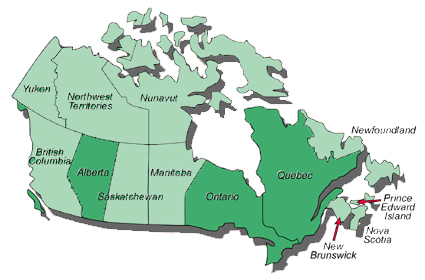 Yukon
Northwest
Territories
Nunavut
Newfoundland
British
Columbia
Alberta
Saskatchewan
Manitoba
Ontario
Quebec
Prince
Edward
Island
Nova
Scotia
New
Brunswick